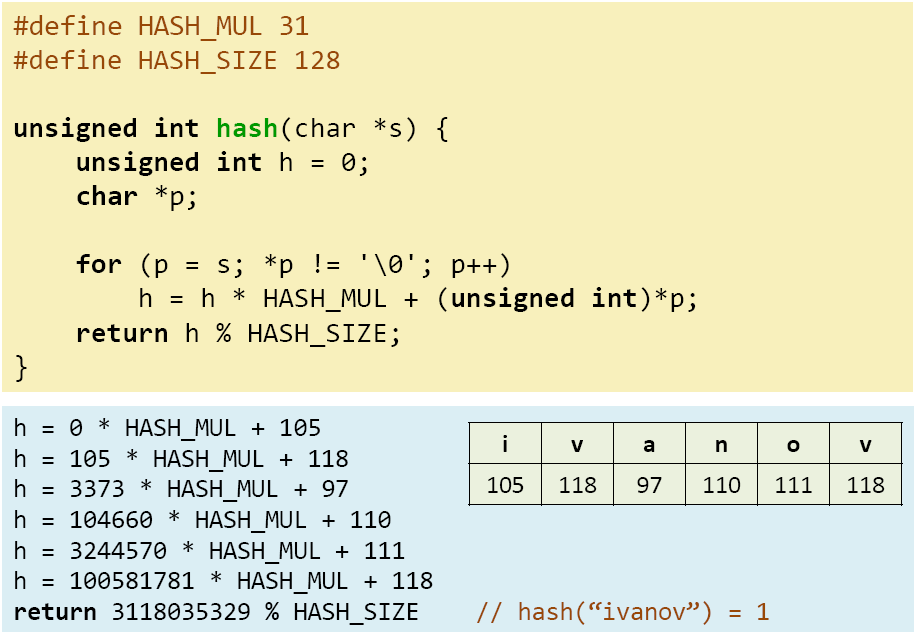 #define HASH_MUL 31
#define HASH_SIZE 128
unsigned int hash(char *s) {
unsigned int h = 0;
char *p;
for (p = s; *p != '\0'; p++)
h = h * HASH_MUL + (unsigned int)*p;
return h % HASH_SIZE;
}
h = 0 * HASH_MUL + 105
h = 105 * HASH_MUL + 118
h = 3373 * HASH_MUL + 97
h = 104660 * HASH_MUL + 110
h = 3244570 * HASH_MUL + 111
h = 100581781 * HASH_MUL + 118
return 3118035329 % HASH_SIZE
i v a n o v
105 118 97 110 111 118
// hash(“ivanov”) = 1